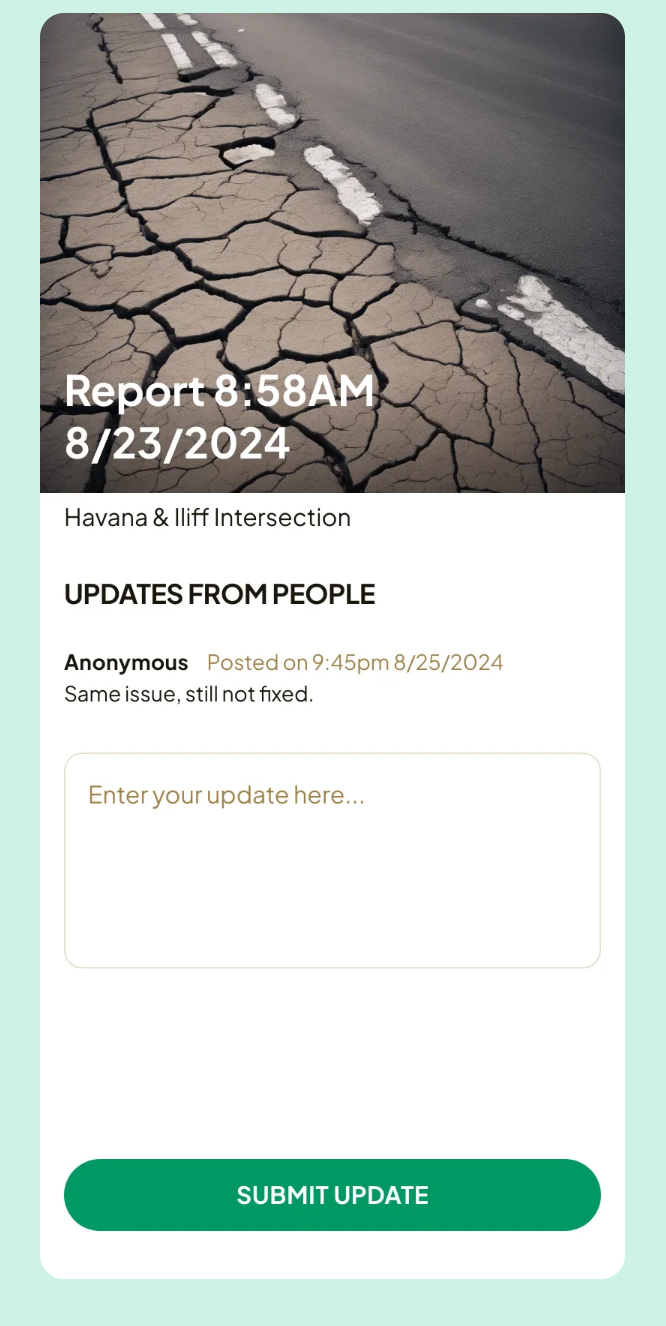 Report 8:58AM
8/23/2024
Havana & Iliff Intersection
UPDATES FROM PEOPLE
Anonymous Posted on 9:45pm 8/25/2024
Same issue, still not fixed.
Enter your update here...
SUBMIT UPDATE